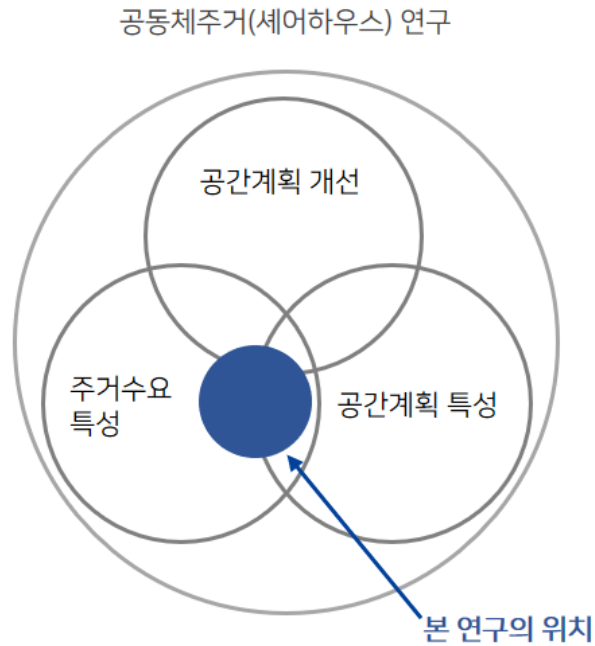 공동체주거(셰어하우스) 연구
공간계획 개선
주거수요
특성
공간계획 특성
본 연구의 위치